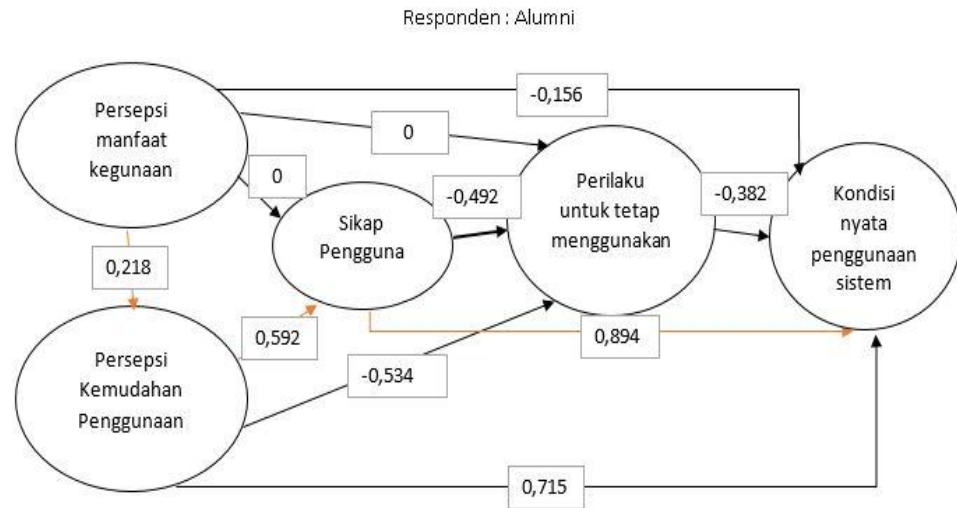 Responden : Alumni
Persepsi
manfaat
kegunaan
-0,156
0
0
Sikap
Pengguna
-0,492
Perilaku
untuk tetap
menggunakan
-0,382
Kondisi
nyata
penggunaan
sistem
0,218
Persepsi
Kemudahan
Penggunaan
0,592
-0,534
0,894
0,715